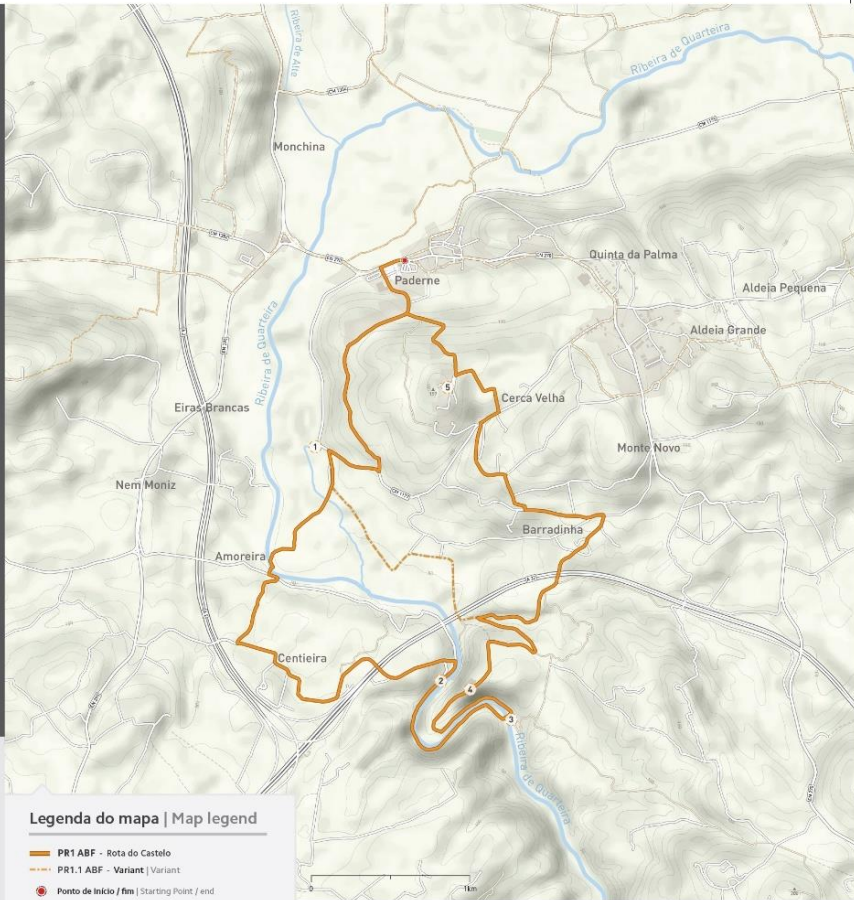 Ribeira de Alte
Ribeira de Quarteira
Monchina
Quinta da Palma
Paderne
Aldeia Pequena
Aldeia Grande
Ribeira de Quarteira
5
Cerca Velha
Eiras Brancas
1
Monte Novo
Nem Moniz
Barradinha
Amoreira
Centieira
2
4
3
Ribeira de Quarteira
Legenda do mapa | Map legend
PR1 ABF - Rota do Castelo
PR1.1 ABF - Variant | Variant
Ponto de Início / fim | Starting Point / end
0
1km